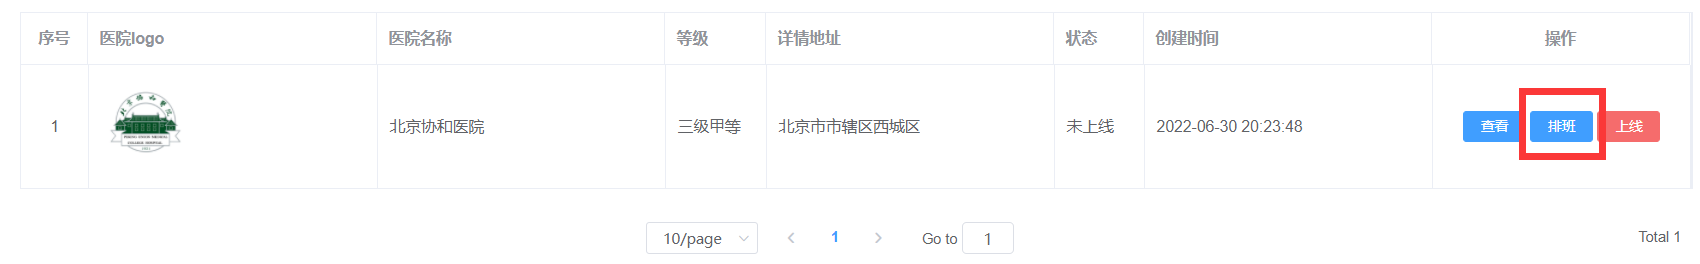 序号 医院logo 医院名称 等级 详情地址 状态 创建时间 操作
1 北京协和医院 三级甲等 北京市市辖区西城区 未上线 2022-06-30 20:23:48 查看 排班 上线
10/page 1 Go to 1 Total 1